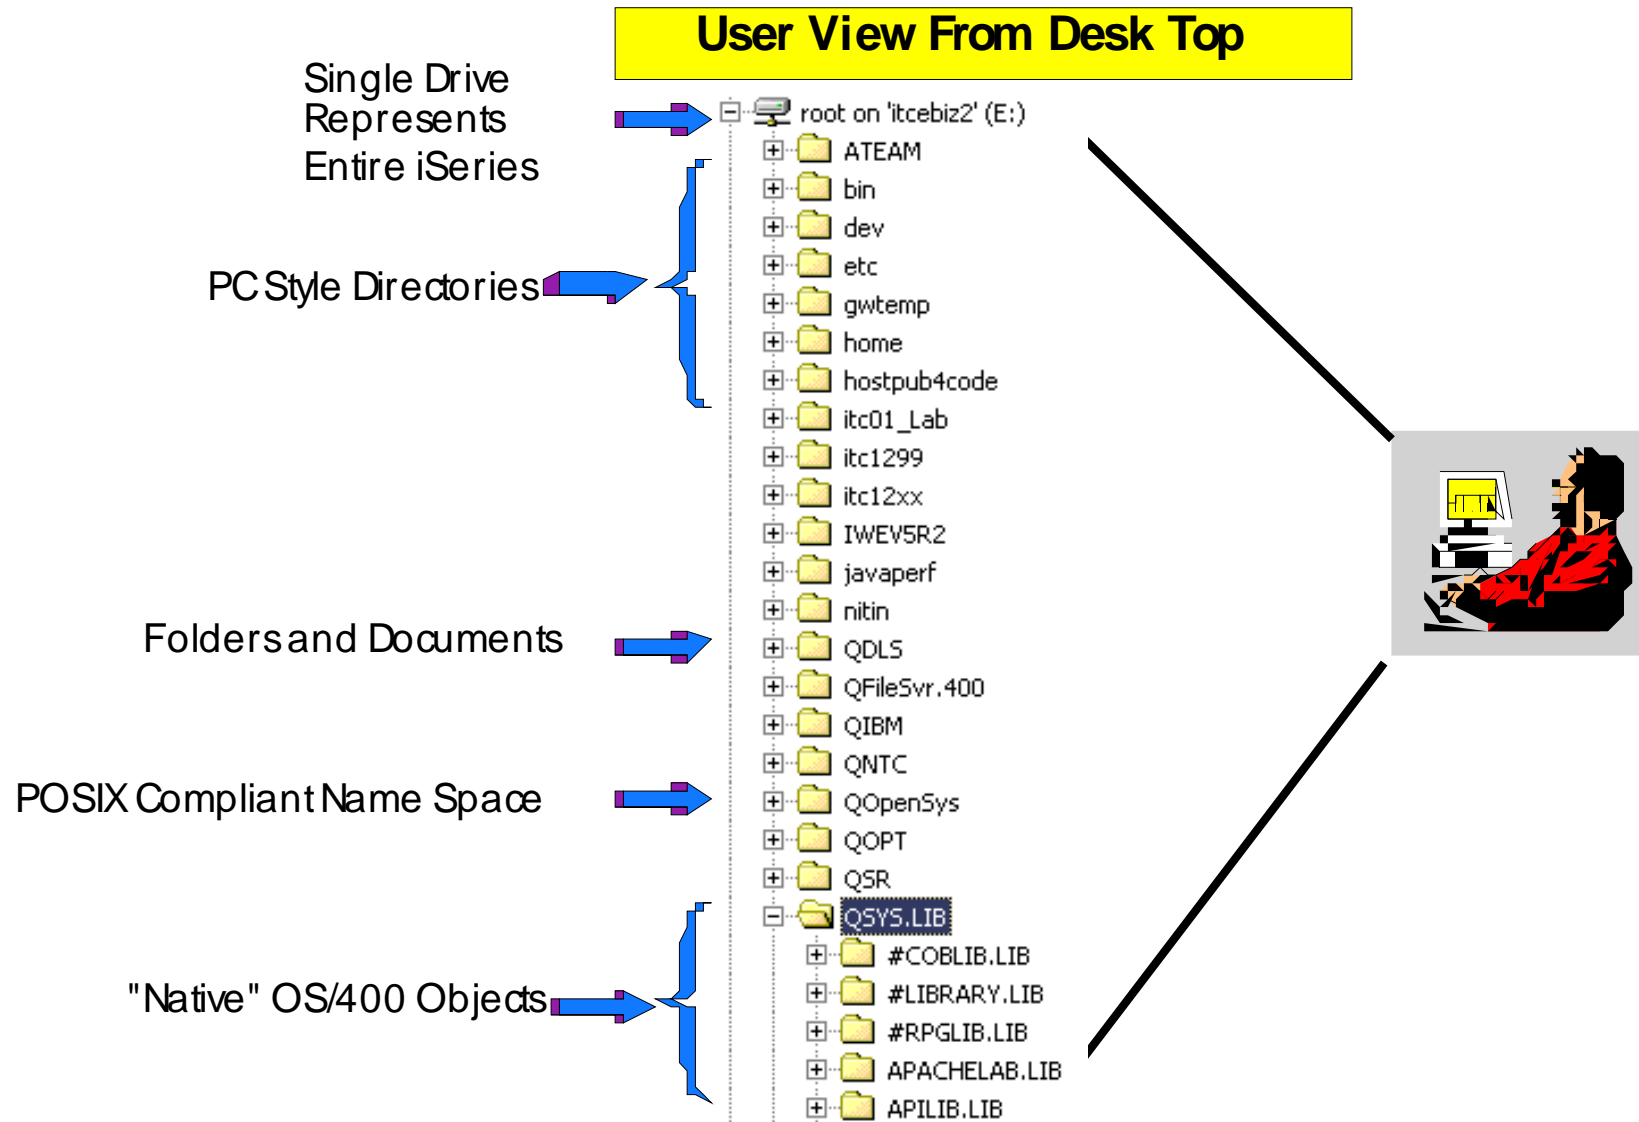 User View From Desk Top
Single Drive
Represents
Entire iSeries
root on 'itcebiz2' (E:)
ATEAM
bin
dev
etc
PC Style Directories
gwtemp
home
hostpub4code
itc01_Lab
itc1299
itc12xx
IWEV5R2
javaperf
nitin
Folders and Documents
QDLS
QFileSvr.400
QIBM
QNTC
POSIX Compliant Name Space
QOpenSys
QOPT
QSR
QSYS.LIB
#COBLIB.LIB
"Native" OS/400 Objects
#LIBRARY.LIB
#RPGLIB.LIB
APACHELAB.LIB
APILIB.LIB